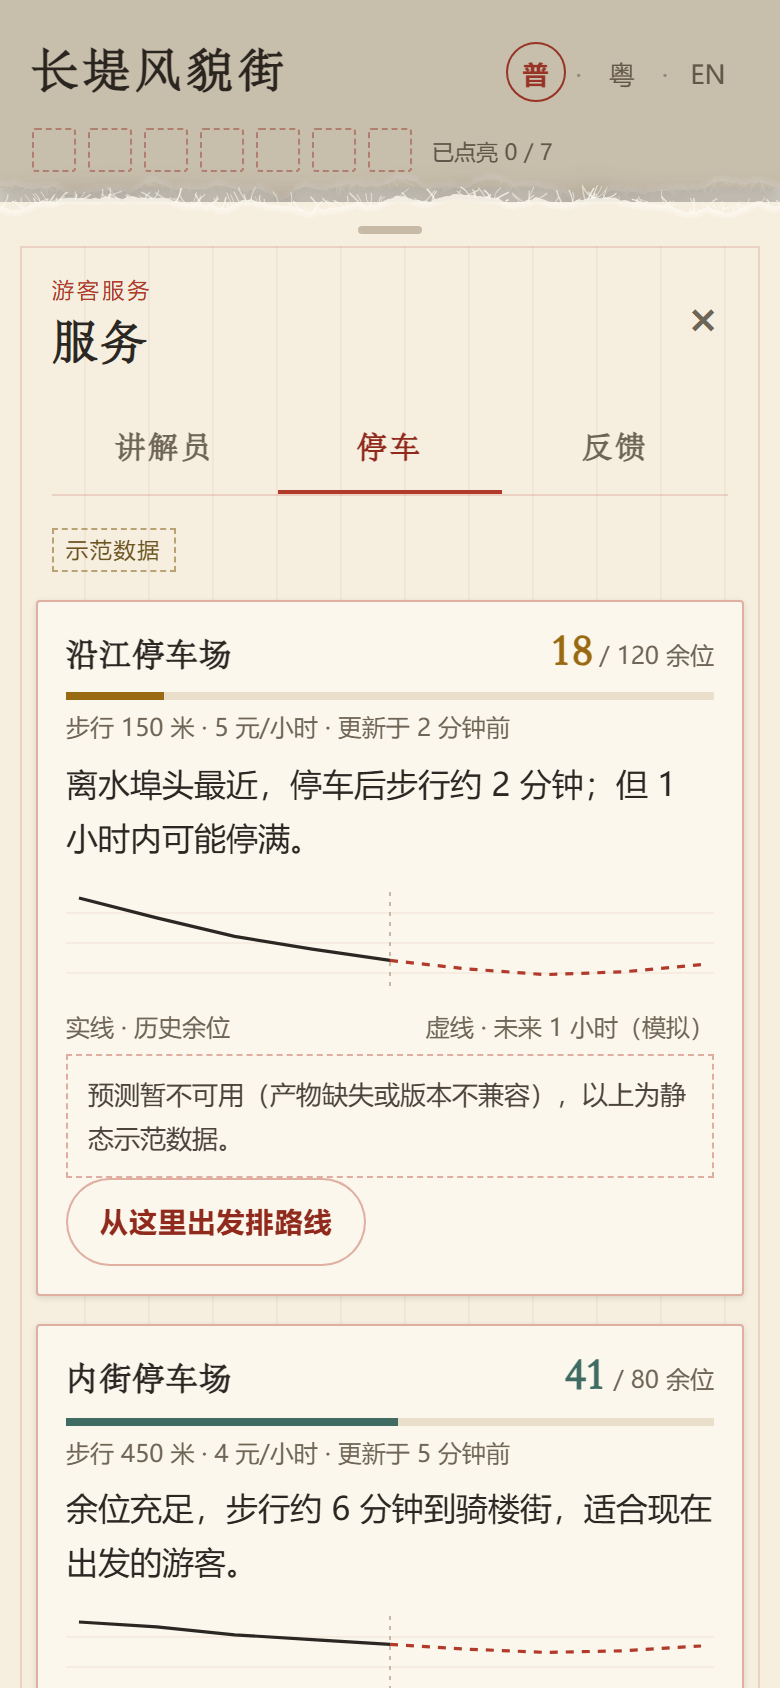 长堤风貌街
普 · 粤 · EN
已点亮 0 / 7
游客服务
服务
×
讲解员 停车 反馈
示范数据
沿江停车场 18 / 120 余位
步行 150 米 · 5 元/小时 · 更新于 2 分钟前
离水埠头最近，停车后步行约 2 分钟；但 1
小时内可能停满。
实线 · 历史余位 虚线 · 未来 1 小时（模拟）
预测暂不可用（产物缺失或版本不兼容），以上为静
态示范数据。
从这里出发排路线
内街停车场 41 / 80 余位
步行 450 米 · 4 元/小时 · 更新于 5 分钟前
余位充足，步行约 6 分钟到骑楼街，适合现在
出发的游客。